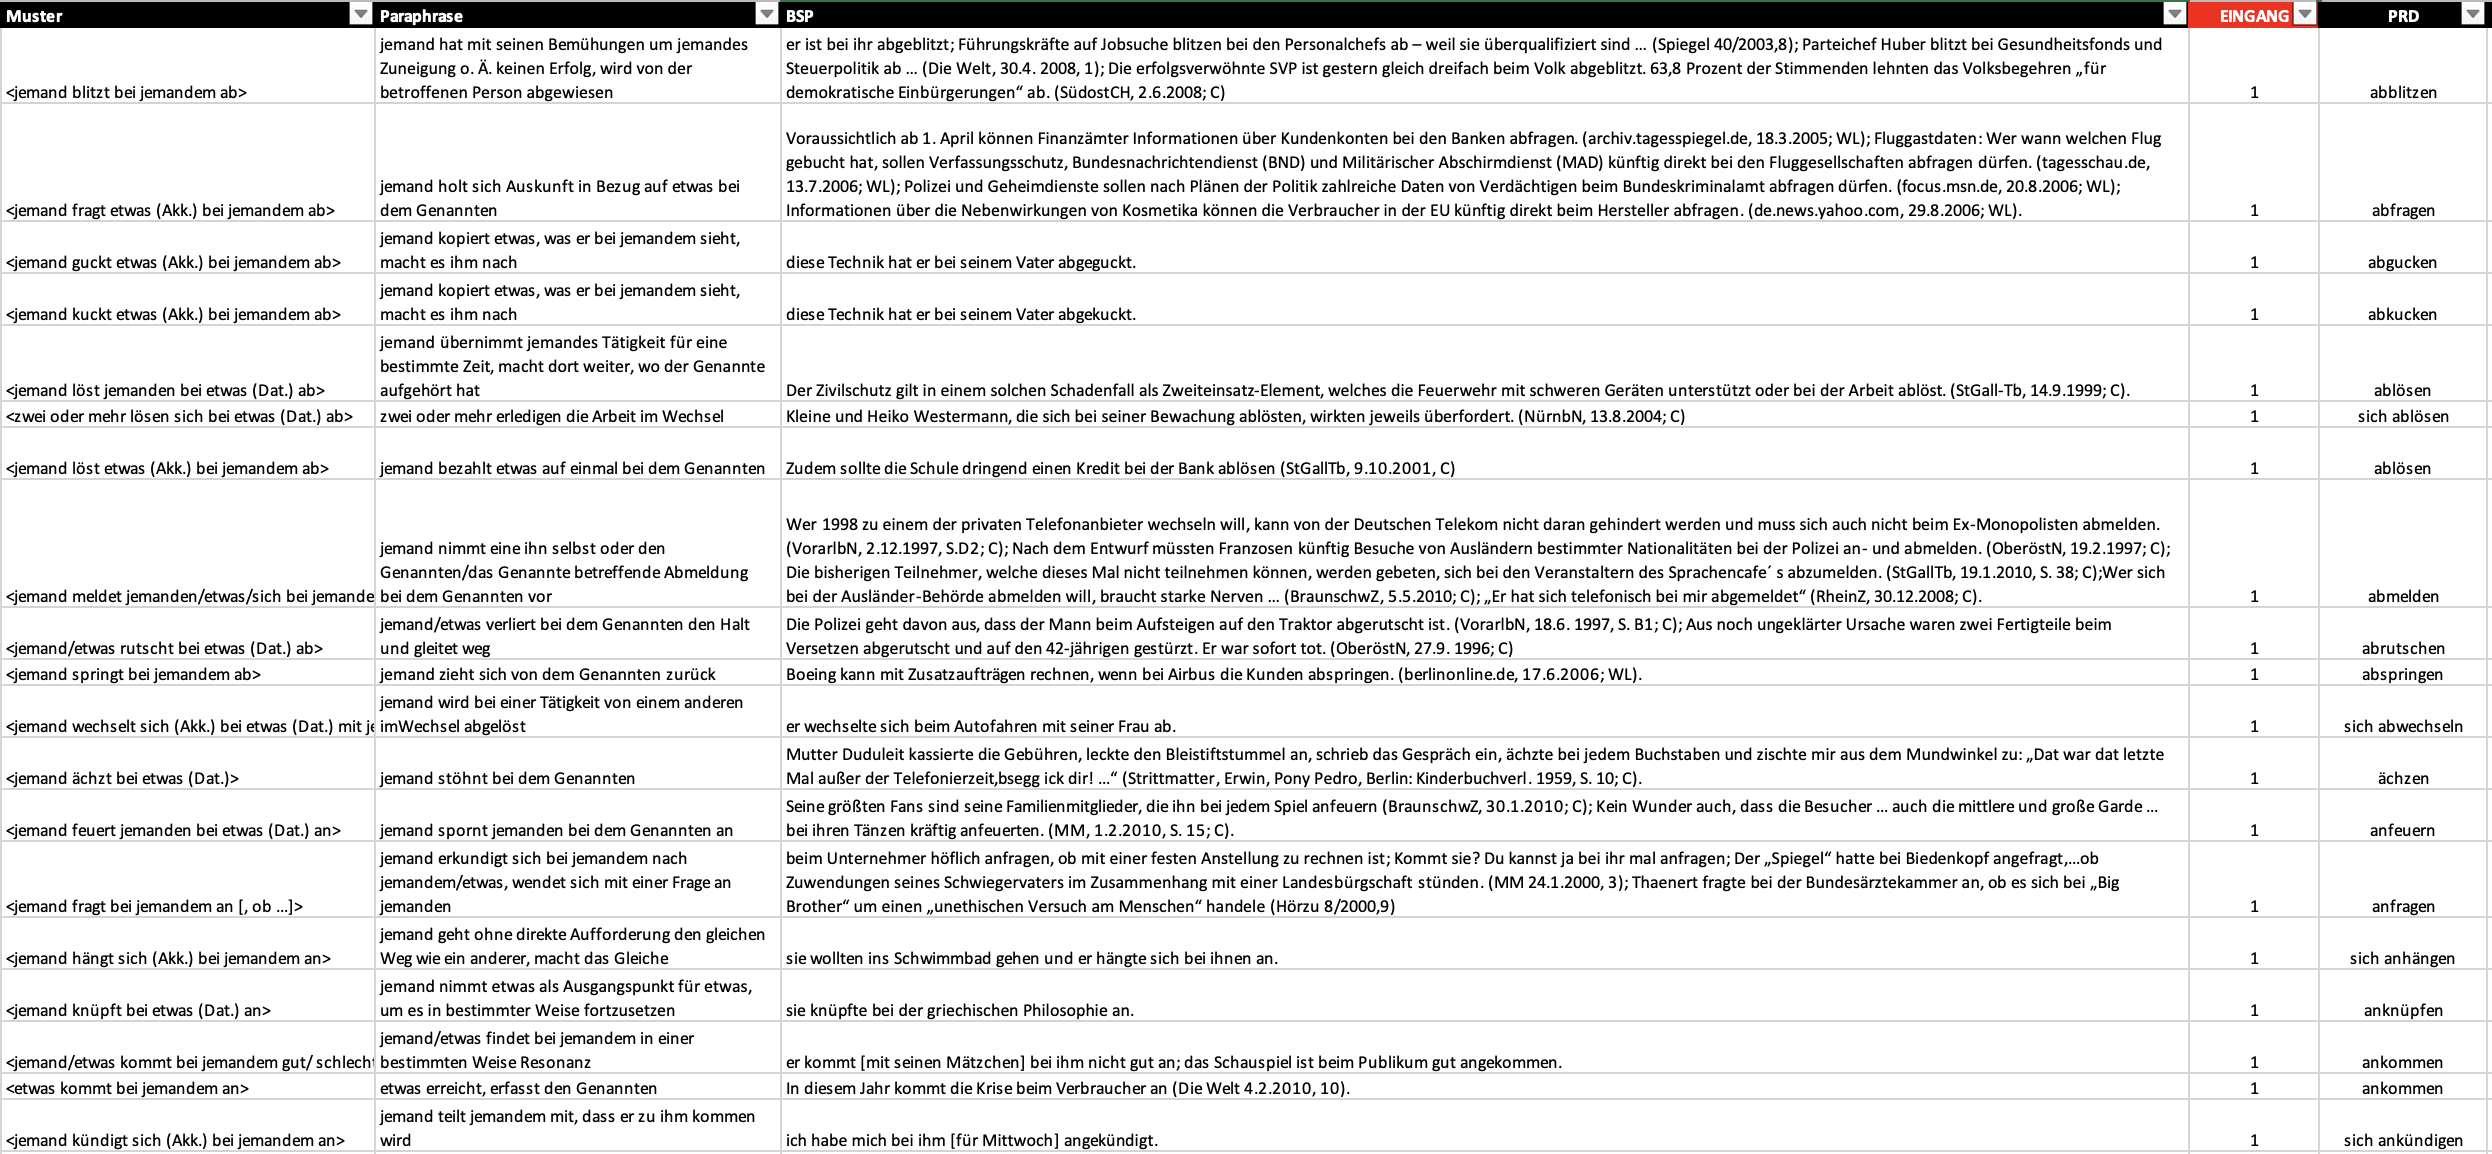 Muster Paraphrase BSP EINGANG PRD
jemand hat mit seinen Bemühungen um jemandes
Zuneigung o. Ä. keinen Erfolg, wird von der
<jemand blitzt bei jemandem ab> betroffenen Person abgewiesen
er ist bei ihr abgeblitzt; Führungskräfte auf Jobsuche blitzen bei den Personalchefs ab – weil sie überqualifiziert sind ... (Spiegel 40/2003,8); Parteichef Huber blitzt bei Gesundheitsfonds und
Steuerpolitik ab ... (Die Welt, 30.4. 2008, 1); Die erfolgsverwöhnte SVP ist gestern gleich dreifach beim Volk abgeblitzt. 63,8 Prozent der Stimmenden lehnten das Volksbegehren „für
demokratische Einbürgerungen“ ab. (SüdostCH, 2.6.2008; C) 1 abblitzen
<jemand fragt etwas (Akk.) bei jemandem ab>
jemand holt sich Auskunft in Bezug auf etwas bei
dem Genannten
Voraussichtlich ab 1. April können Finanzämter Informationen über Kundenkonten bei den Banken abfragen. (archiv.tagesspiegel.de, 18.3.2005; WL); Fluggastdaten: Wer wann welchen Flug
gebucht hat, sollen Verfassungsschutz, Bundesnachrichtendienst (BND) und Militärischer Abschirmdienst (MAD) künftig direkt bei den Fluggesellschaften abfragen dürfen. (tagesschau.de,
13.7.2006; WL); Polizei und Geheimdienste sollen nach Plänen der Politik zahlreiche Daten von Verdächtigen beim Bundeskriminalamt abfragen dürfen. (focus.msn.de, 20.8.2006; WL);
Informationen über die Nebenwirkungen von Kosmetika können die Verbraucher in der EU künftig direkt beim Hersteller abfragen. (de.news.yahoo.com, 29.8.2006; WL). 1 abfragen
<jemand guckt etwas (Akk.) bei jemandem ab>
jemand kopiert etwas, was er bei jemandem sieht,
macht es ihm nach
diese Technik hat er bei seinem Vater abgeguckt. 1 abgucken
<jemand kuckt etwas (Akk.) bei jemandem ab>
jemand kopiert etwas, was er bei jemandem sieht,
macht es ihm nach
diese Technik hat er bei seinem Vater abgekuckt. 1 abkucken
<jemand löst jemanden bei etwas (Dat.) ab>
jemand übernimmt jemandes Tätigkeit für eine
bestimmte Zeit, macht dort weiter, wo der Genannte
aufgehört hat
Der Zivilschutz gilt in einem solchen Schadenfall als Zweiteinsatz-Element, welches die Feuerwehr mit schweren Geräten unterstützt oder bei der Arbeit ablöst. (StGall-Tb, 14.9.1999; C). 1 ablösen
<zwei oder mehr lösen sich bei etwas (Dat.) ab> zwei oder mehr erledigen die Arbeit im Wechsel Kleine und Heiko Westermann, die sich bei seiner Bewachung ablösten, wirkten jeweils überfordert. (NürnbN, 13.8.2004; C) 1 sich ablösen
<jemand löst etwas (Akk.) bei jemandem ab> jemand bezahlt etwas auf einmal bei dem Genannten Zudem sollte die Schule dringend einen Kredit bei der Bank ablösen (StGallTb, 9.10.2001, C) 1 ablösen
<jemand meldet jemanden/etwas/sich bei jemande
jemand nimmt eine ihn selbst oder den
Genannten/das Genannte betreffende Abmeldung
bei dem Genannten vor
Wer 1998 zu einem der privaten Telefonanbieter wechseln will, kann von der Deutschen Telekom nicht daran gehindert werden und muss sich auch nicht beim Ex-Monopolisten abmelden.
(VorarlbN, 2.12.1997, S.D2; C); Nach dem Entwurf müssten Franzosen künftig Besuche von Ausländern bestimmter Nationalitäten bei der Polizei an- und abmelden. (OberöstN, 19.2.1997; C);
Die bisherigen Teilnehmer, welche dieses Mal nicht teilnehmen können, werden gebeten, sich bei den Veranstaltern des Sprachencafe´ s abzumelden. (StGallTb, 19.1.2010, S. 38; C);Wer sich
bei der Ausländer-Behörde abmelden will, braucht starke Nerven ... (BraunschwZ, 5.5.2010; C); „Er hat sich telefonisch bei mir abgemeldet“ (RheinZ, 30.12.2008; C). 1 abmelden
<jemand/etwas rutscht bei etwas (Dat.) ab>
jemand/etwas verliert bei dem Genannten den Halt
und gleitet weg
Die Polizei geht davon aus, dass der Mann beim Aufsteigen auf den Traktor abgerutscht ist. (VorarlbN, 18.6. 1997, S. B1; C); Aus noch ungeklärter Ursache waren zwei Fertigteile beim
Versetzen abgerutscht und auf den 42-jährigen gestürzt. Er war sofort tot. (OberöstN, 27.9. 1996; C) 1 abrutschen
<jemand springt bei jemandem ab> jemand zieht sich von dem Genannten zurück Boeing kann mit Zusatzaufträgen rechnen, wenn bei Airbus die Kunden abspringen. (berlinonline.de, 17.6.2006; WL). 1 abspringen
<jemand wechselt sich (Akk.) bei etwas (Dat.) mit je
jemand wird bei einer Tätigkeit von einem anderen
imWechsel abgelöst
er wechselte sich beim Autofahren mit seiner Frau ab. 1 sich abwechseln
<jemand ächzt bei etwas (Dat.)> jemand stöhnt bei dem Genannten
Mutter Duduleit kassierte die Gebühren, leckte den Bleistiftstummel an, schrieb das Gespräch ein, ächzte bei jedem Buchstaben und zischte mir aus dem Mundwinkel zu: „Dat war dat letzte
Mal außer der Telefonierzeit,bsegg ick dir! ...“ (Strittmatter, Erwin, Pony Pedro, Berlin: Kinderbuchverl. 1959, S. 10; C). 1 ächzen
<jemand feuert jemanden bei etwas (Dat.) an> jemand spornt jemanden bei dem Genannten an
Seine größten Fans sind seine Familienmitglieder, die ihn bei jedem Spiel anfeuern (BraunschwZ, 30.1.2010; C); Kein Wunder auch, dass die Besucher ... auch die mittlere und große Garde ...
bei ihren Tänzen kräftig anfeuerten. (MM, 1.2.2010, S. 15; C). 1 anfeuern
<jemand fragt bei jemandem an [, ob ...]>
jemand erkundigt sich bei jemandem nach
jemandem/etwas, wendet sich mit einer Frage an
jemanden
beim Unternehmer höflich anfragen, ob mit einer festen Anstellung zu rechnen ist; Kommt sie? Du kannst ja bei ihr mal anfragen; Der „Spiegel“ hatte bei Biedenkopf angefragt,...ob
Zuwendungen seines Schwiegervaters im Zusammenhang mit einer Landesbürgschaft stünden. (MM 24.1.2000, 3); Thaenert fragte bei der Bundesärztekammer an, ob es sich bei „Big
Brother“ um einen „unethischen Versuch am Menschen“ handele (Hörzu 8/2000,9) 1 anfragen
<jemand hängt sich (Akk.) bei jemandem an>
jemand geht ohne direkte Aufforderung den gleichen
Weg wie ein anderer, macht das Gleiche
sie wollten ins Schwimmbad gehen und er hängte sich bei ihnen an. 1 sich anhängen
<jemand knüpft bei etwas (Dat.) an>
jemand nimmt etwas als Ausgangspunkt für etwas,
um es in bestimmter Weise fortzusetzen
sie knüpfte bei der griechischen Philosophie an. 1 anknüpfen
<jemand/etwas kommt bei jemandem gut/ schlecht
jemand/etwas findet bei jemandem in einer
bestimmten Weise Resonanz
er kommt [mit seinen Mätzchen] bei ihm nicht gut an; das Schauspiel ist beim Publikum gut angekommen. 1 ankommen
<etwas kommt bei jemandem an> etwas erreicht, erfasst den Genannten In diesem Jahr kommt die Krise beim Verbraucher an (Die Welt 4.2.2010, 10). 1 ankommen
<jemand kündigt sich (Akk.) bei jemandem an>
jemand teilt jemandem mit, dass er zu ihm kommen
wird
ich habe mich bei ihm [für Mittwoch] angekündigt. 1 sich ankündigen